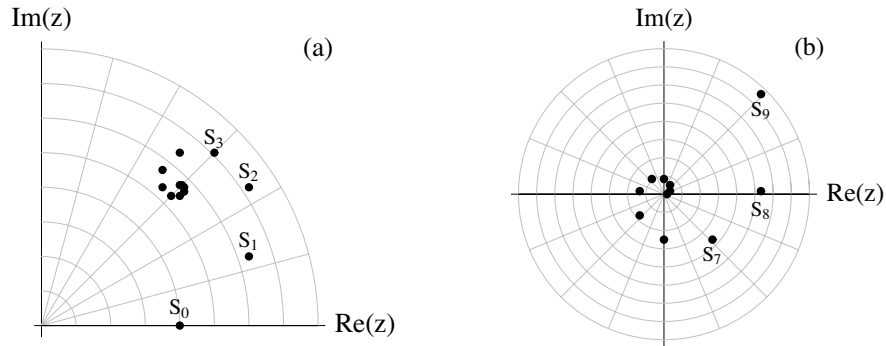 Im(z)
(a)
S3
S2
S1
S0
Re(z)
Im(z)
(b)
S9
Re(z)
S8
S7